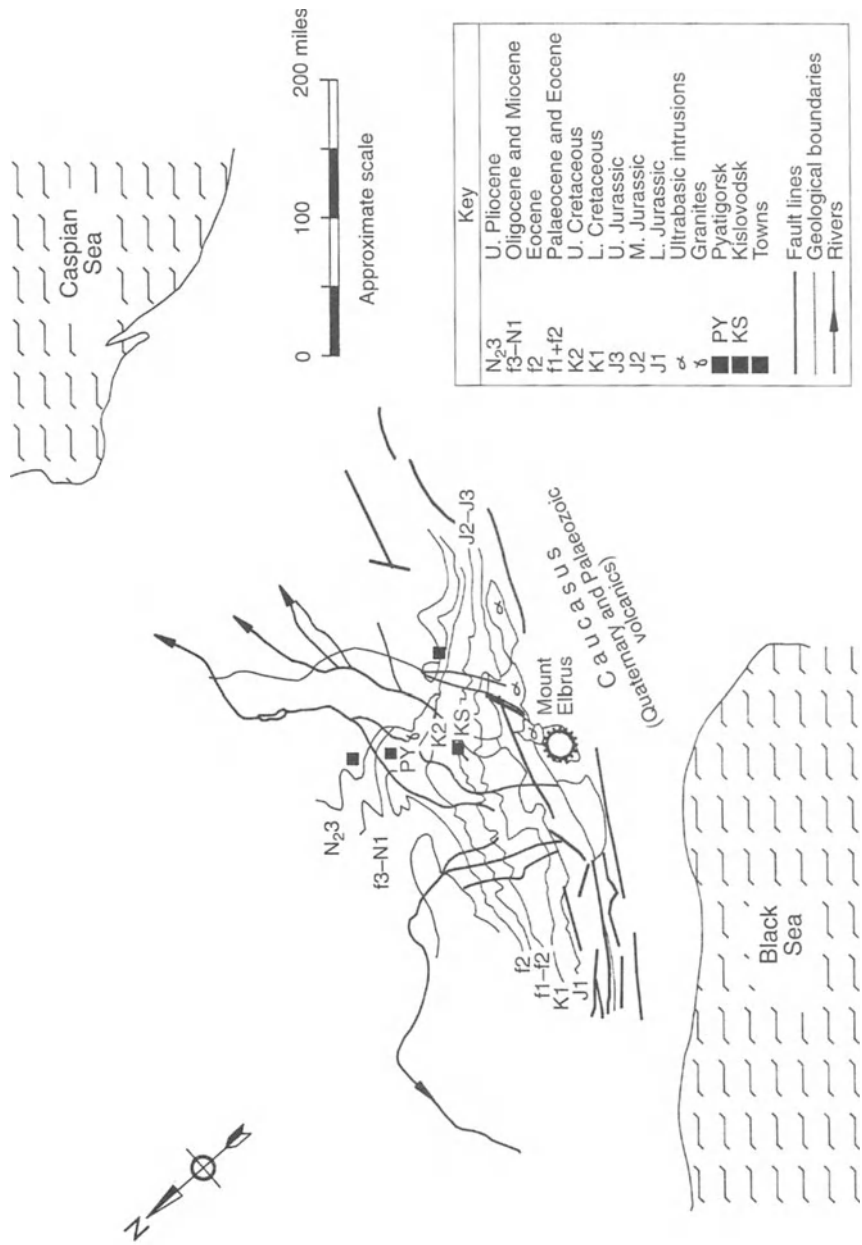 Caspian
Sea
0 100 200 miles
Approximate scale
N
N₂3
f3–N1
PY
γ
K2
KS
J2–J3
f2
f1–f2
K1
J1
α
α
α
Mount
Elbrus
Caucasus
(Quaternary and Palaeozoic
volcanics)
Black
Sea
Key
N₂3 U. Pliocene
f3–N1 Oligocene and Miocene
f2 Eocene
f1+f2 Palaeocene and Eocene
K2 U. Cretaceous
K1 L. Cretaceous
J3 U. Jurassic
J2 M. Jurassic
J1 L. Jurassic
α Ultrabasic intrusions
γ Granites
PY Pyatigorsk
KS Kislovodsk
Towns
Fault lines
Geological boundaries
Rivers